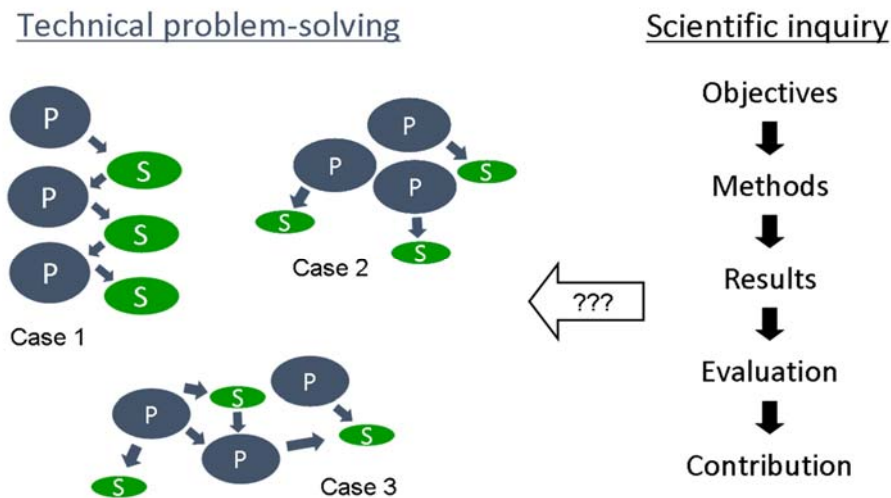 Technical problem-solving
P
S
P
S
P
S
Case 1
P
P
P
S
S
S
Case 2
P
S
P
P
S
S
Case 3
???
Scientific inquiry
Objectives
Methods
Results
Evaluation
Contribution